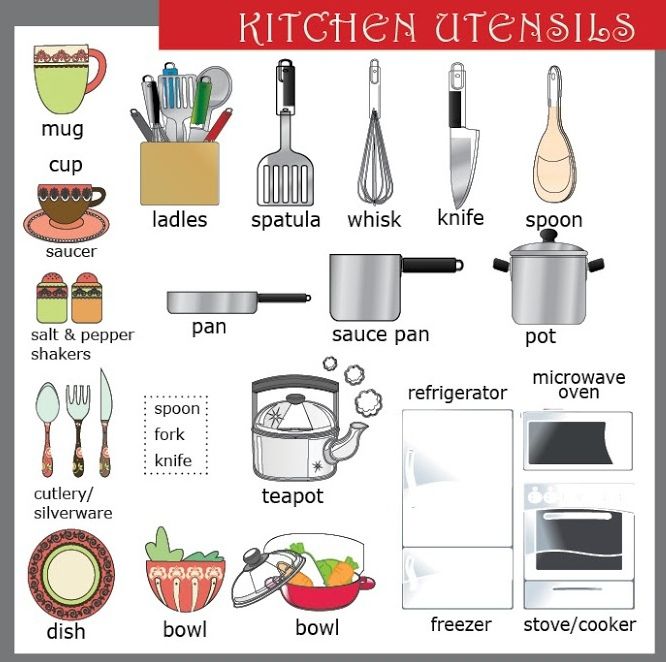 KITCHEN UTENSILS
mug
cup
saucer
ladles
spatula
whisk
knife
spoon
salt & pepper
shakers
pan
sauce pan
pot
cutlery/
silverware
spoon
fork
knife
teapot
refrigerator
microwave
oven
dish
bowl
bowl
freezer
stove/cooker